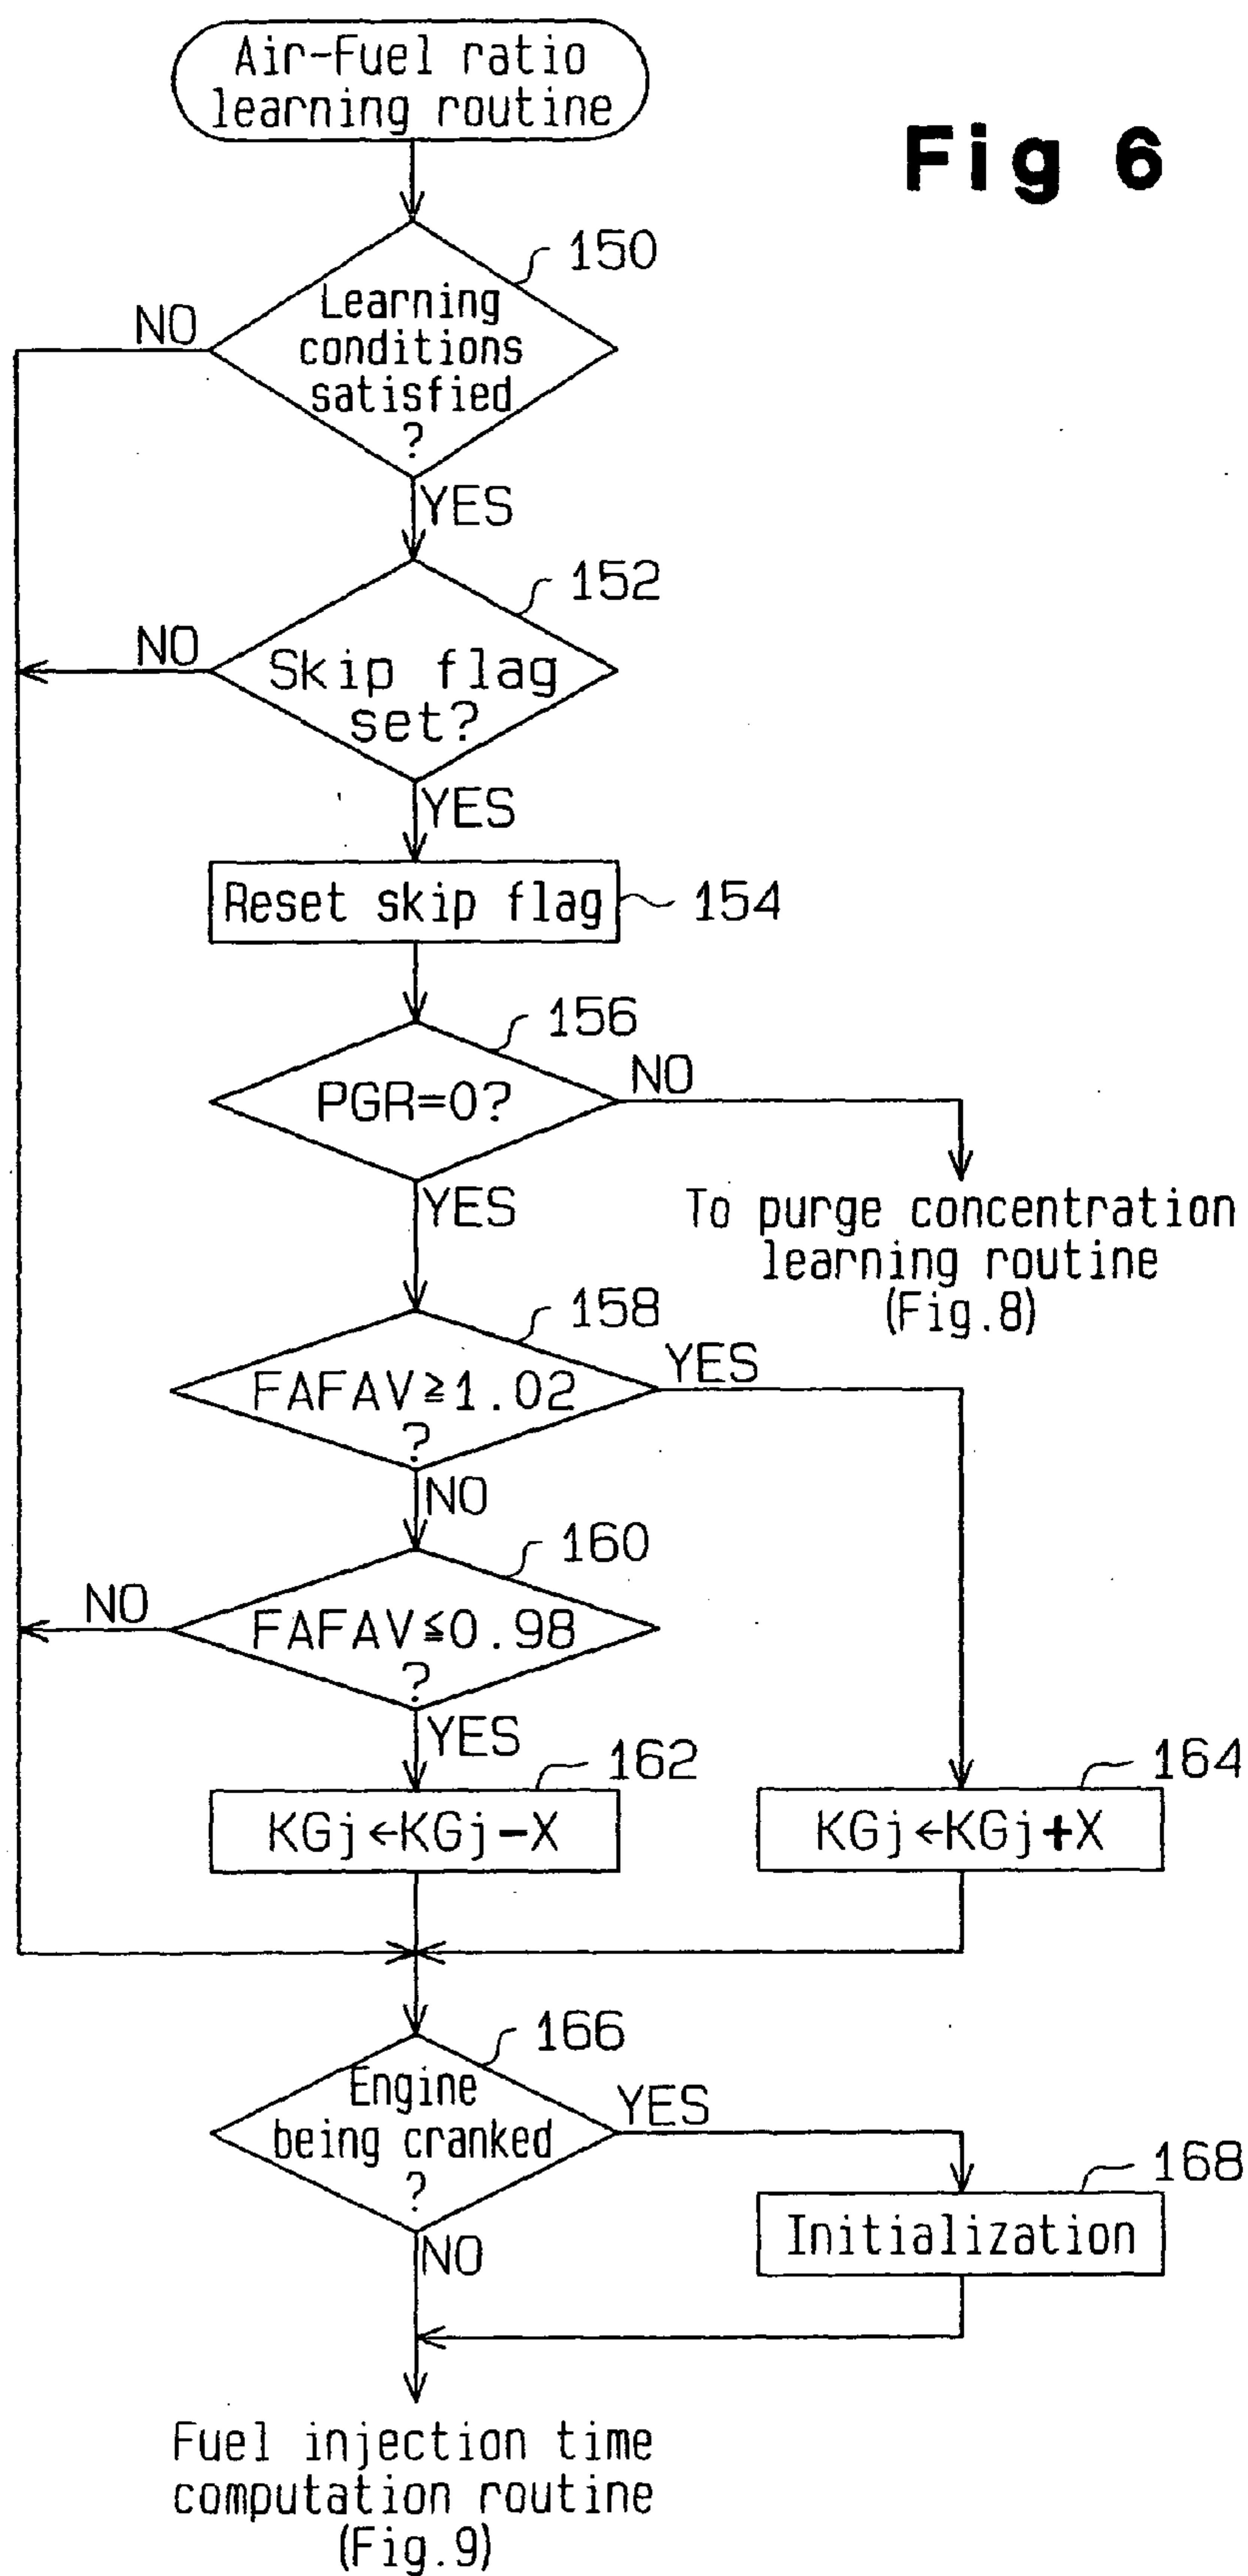 Air-Fuel ratio
learning routine
Fig 6
150
Learning
conditions
satisfied
?
NO
YES
152
Skip flag
set?
NO
YES
Reset skip flag
154
156
PGR=0?
NO
YES
To purge concentration
learning routine
(Fig.8)
158
FAFAV≧1.02
?
YES
NO
160
FAFAV≦0.98
?
NO
YES
162
KGj←KGj-X
164
KGj←KGj+X
166
Engine
being cranked
?
YES
NO
168
Initialization
Fuel injection time
computation routine
(Fig.9)